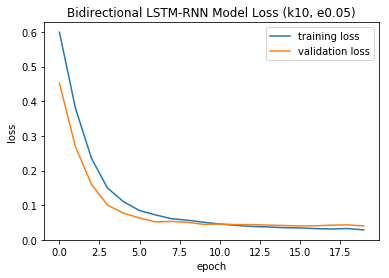 Bidirectional LSTM-RNN Model Loss (k10, e0.05)
training loss
validation loss
0.6
0.5
0.4
0.3
0.2
0.1
0.0
loss
0.0 2.5 5.0 7.5 10.0 12.5 15.0 17.5
epoch